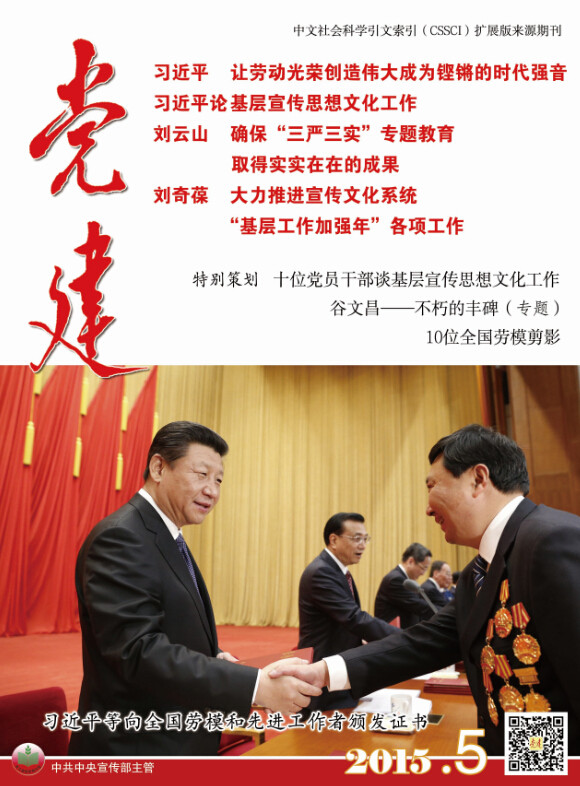 中文社会科学引文索引（CSSCI）扩展版来源期刊
党建
习近平 让劳动光荣创造伟大成为铿锵的时代强音
习近平论基层宣传思想文化工作
刘云山 确保“三严三实”专题教育
取得实实在在的成果
刘奇葆 大力推进宣传文化系统
“基层工作加强年”各项工作
特别策划 十位党员干部谈基层宣传思想文化工作
谷文昌——不朽的丰碑（专题）
10位全国劳模剪影
习近平等向全国劳模和先进工作者颁发证书
中共中央宣传部主管
2015.5